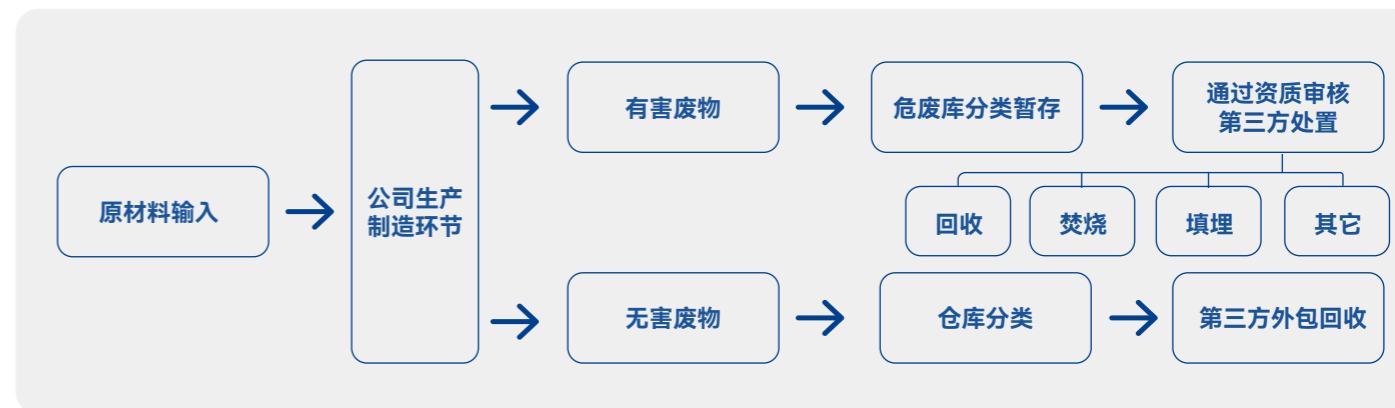 原材料输入
公司生产
制造环节
有害废物
危废库分类暂存
通过资质审核
第三方处置
回收
焚烧
填埋
其它
无害废物
仓库分类
第三方外包回收